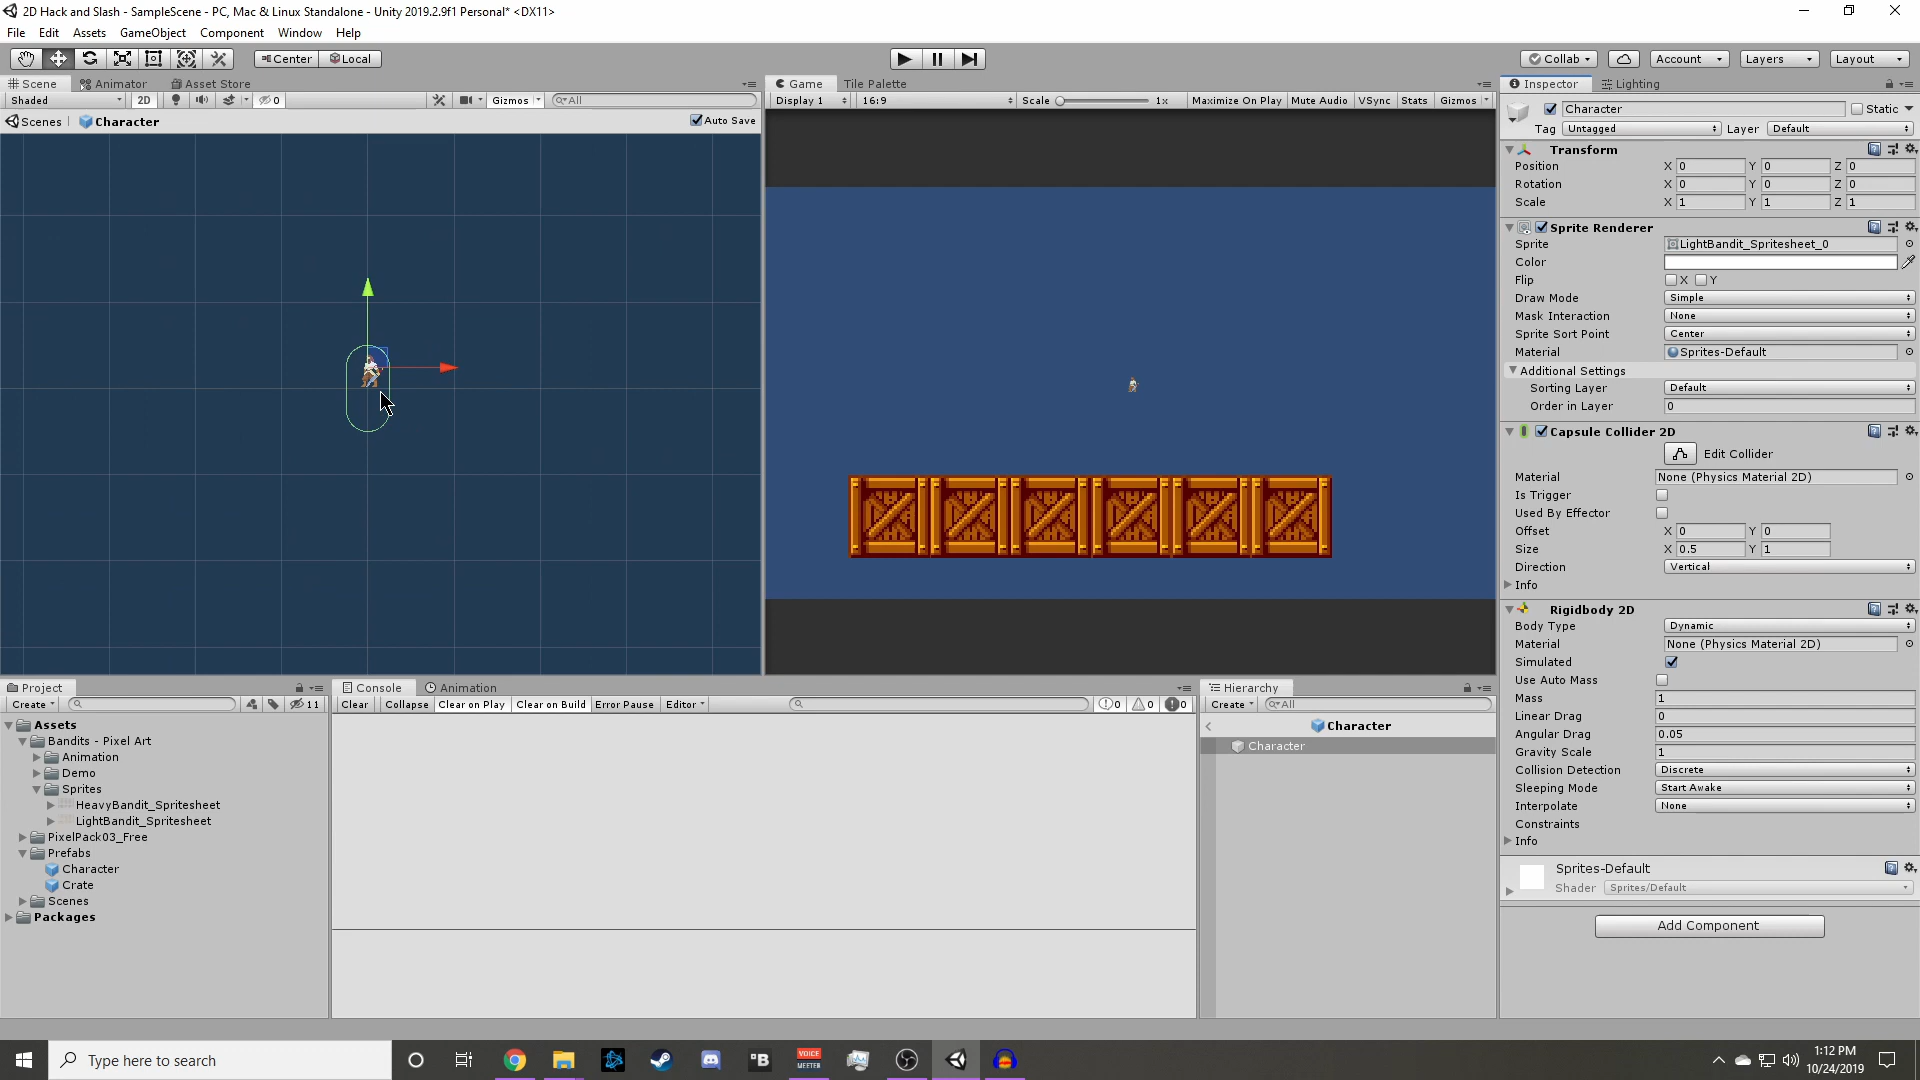 2D Hack and Slash - SampleScene - PC, Mac & Linux Standalone - Unity 2019.2.9f1 Personal* <DX11>
File Edit Assets GameObject Component Window Help
Center Local
Collab Account Layers Layout
Scene Animator Asset Store
Game Tile Palette
Inspector Lighting
Shaded 2D 0 Gizmos All
Display 1 16:9 Scale 1x Maximize On Play Mute Audio VSync Stats Gizmos
Scenes Character Auto Save
Character Static
Tag Untagged Layer Default
Transform
Position X 0 Y 0 Z 0
Rotation X 0 Y 0 Z 0
Scale X 1 Y 1 Z 1
Sprite Renderer
Sprite LightBandit_Spritesheet_0
Color
Flip X Y
Draw Mode Simple
Mask Interaction None
Sprite Sort Point Center
Material Sprites-Default
Additional Settings
Sorting Layer Default
Order in Layer 0
Capsule Collider 2D
Edit Collider
Material None (Physics Material 2D)
Is Trigger
Used By Effector
Offset X 0 Y 0
Size X 0.5 Y 1
Direction Vertical
Info
Rigidbody 2D
Body Type Dynamic
Material None (Physics Material 2D)
Simulated
Use Auto Mass
Mass 1
Linear Drag 0
Angular Drag 0.05
Gravity Scale 1
Collision Detection Discrete
Sleeping Mode Start Awake
Interpolate None
Constraints
Info
Sprites-Default
Shader Sprites/Default
Add Component
Project
Create 11
Assets
Bandits - Pixel Art
Animation
Demo
Sprites
HeavyBandit_Spritesheet
LightBandit_Spritesheet
PixelPack03_Free
Prefabs
Character
Crate
Scenes
Packages
Console Animation
Clear Collapse Clear on Play Clear on Build Error Pause Editor 0 0 0
Hierarchy
Create All
Character
Character
Type here to search
B
VOICE
MEETER
1:12 PM
10/24/2019